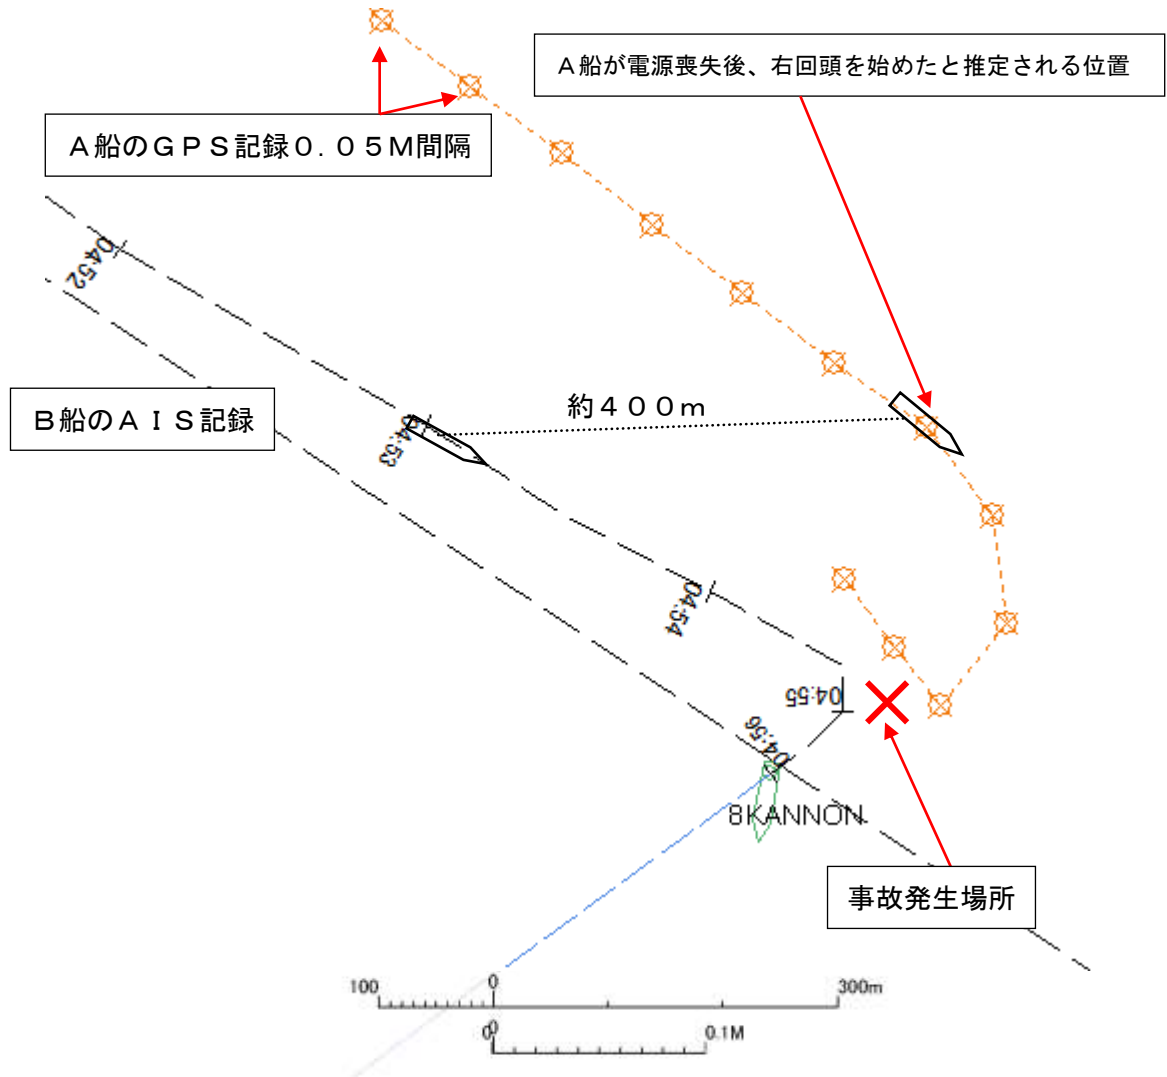 A船が電源喪失後、右回頭を始めたと推定される位置
A船のGPS記録0.05M間隔
04:52
B船のAIS記録
約400m
04:53
04:54
04:55
04:56
8KANNON
事故発生場所
100 0 300m
0 0.1M